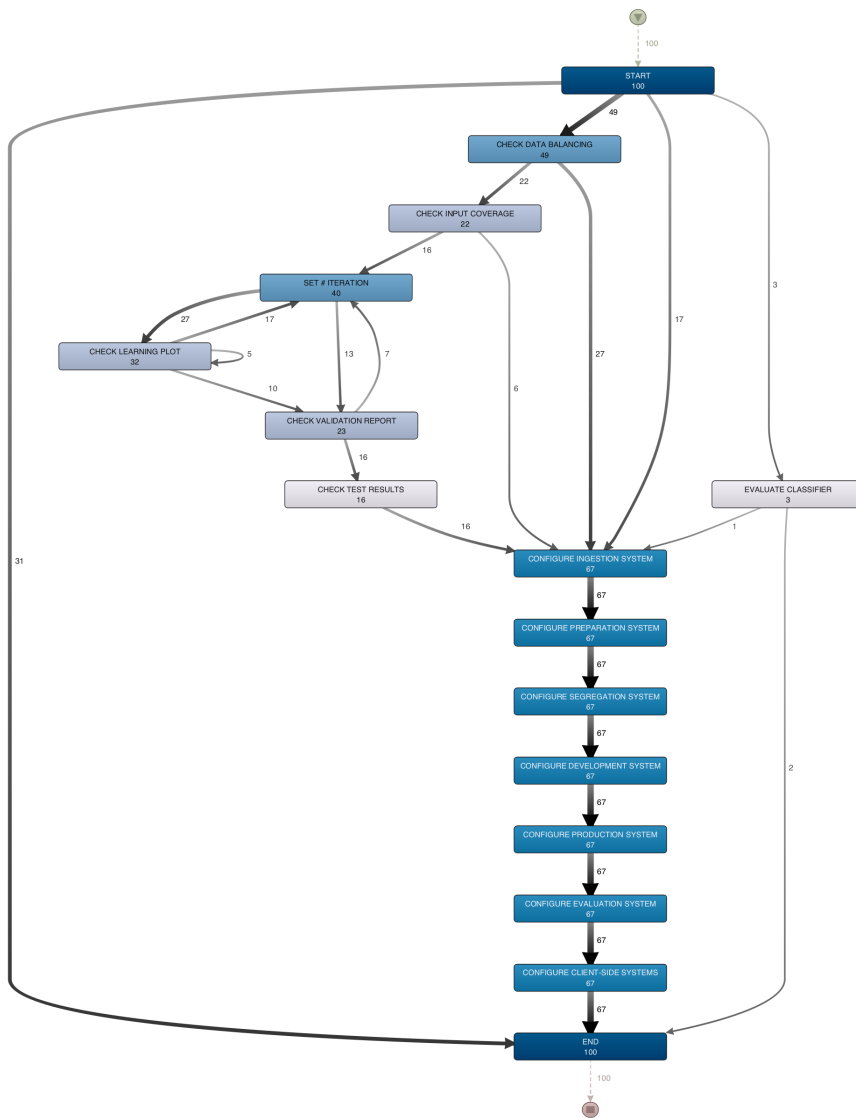 100
START
100
49
CHECK DATA BALANCING
49
22
CHECK INPUT COVERAGE
22
16
SET # ITERATION
40
3
27
17
17
CHECK LEARNING PLOT
32
5
13
7
27
10
6
CHECK VALIDATION REPORT
23
16
CHECK TEST RESULTS
16
EVALUATE CLASSIFIER
3
16
1
31
CONFIGURE INGESTION SYSTEM
67
67
CONFIGURE PREPARATION SYSTEM
67
67
CONFIGURE SEGREGATION SYSTEM
67
67
CONFIGURE DEVELOPMENT SYSTEM
67
2
67
CONFIGURE PRODUCTION SYSTEM
67
67
CONFIGURE EVALUATION SYSTEM
67
67
CONFIGURE CLIENT-SIDE SYSTEMS
67
67
END
100
100